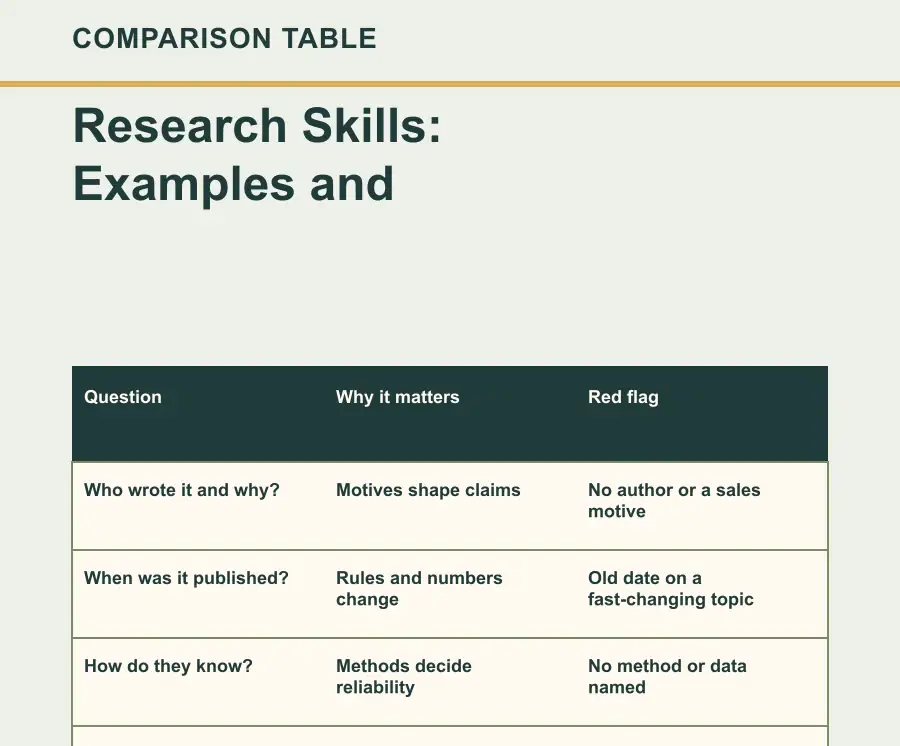 COMPARISON TABLE
Research Skills:
Examples and
Question
Why it matters
Red flag
Who wrote it and why?
Motives shape claims
No author or a sales
motive
When was it published?
Rules and numbers
change
Old date on a
fast-changing topic
How do they know?
Methods decide
reliability
No method or data
named